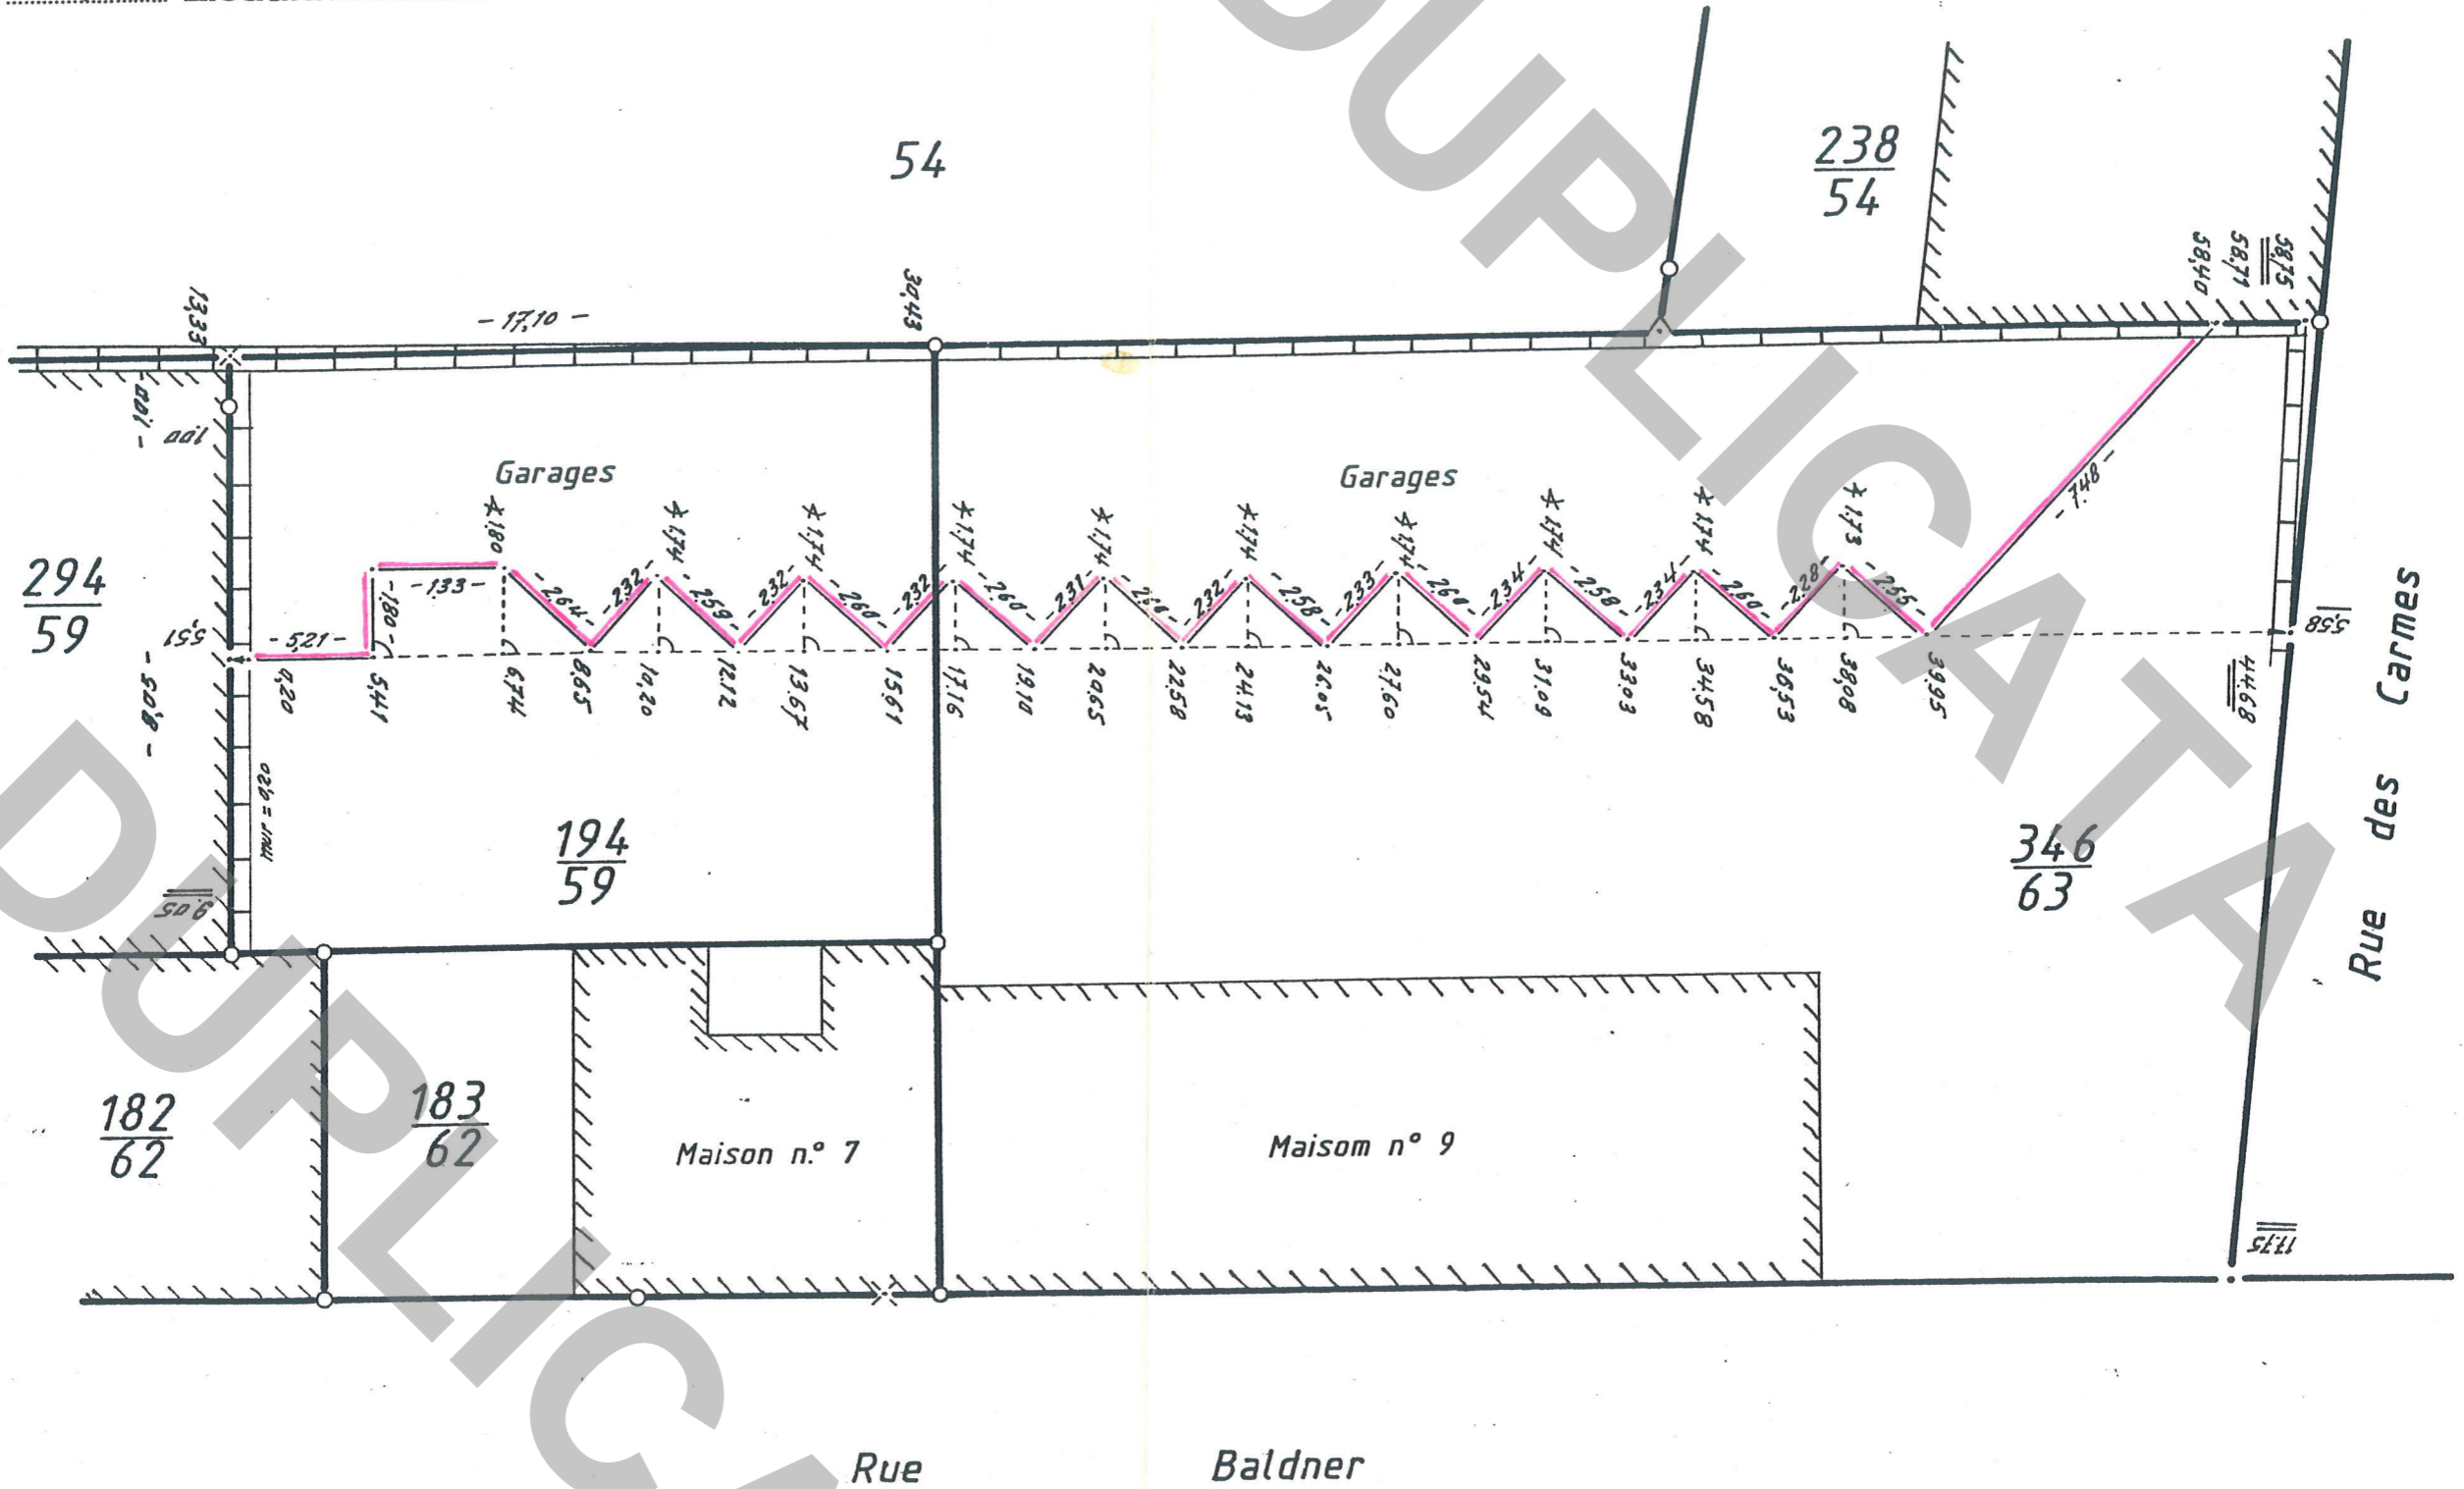 54
238
54
58,40
58,71
58,75
13,33
- 17,10 -
30,43
- 1,00 -
1,00
Garages
Garages
- 7,48 -
1,80
1,74
1,74
1,74
1,74
1,74
1,74
1,74
1,74
1,73
294
59
- 1,33 -
- 1,80 -
- 2,64 -
- 2,32 -
- 2,59 -
- 2,32 -
- 2,60 -
- 2,32 -
- 2,60 -
- 2,31 -
- 2,32 -
- 2,58 -
- 2,33 -
- 2,60 -
- 2,34 -
- 2,58 -
- 2,34 -
- 2,60 -
- 2,28 -
- 2,55 -
5,51
- 5,21 -
5,58
0,20
5,41
6,74
8,65
10,20
12,12
13,67
15,61
17,16
19,10
20,65
22,58
24,13
26,05
27,60
29,54
31,09
33,03
34,58
36,53
38,08
39,95
44,68
- 8,05 -
mur = 0,20
9,05
194
59
346
63
Rue des Carmes
182
62
183
62
Maison n.° 7
Maisom n° 9
17,75
Rue Baldner
DUPLICATA
DUPLICATA